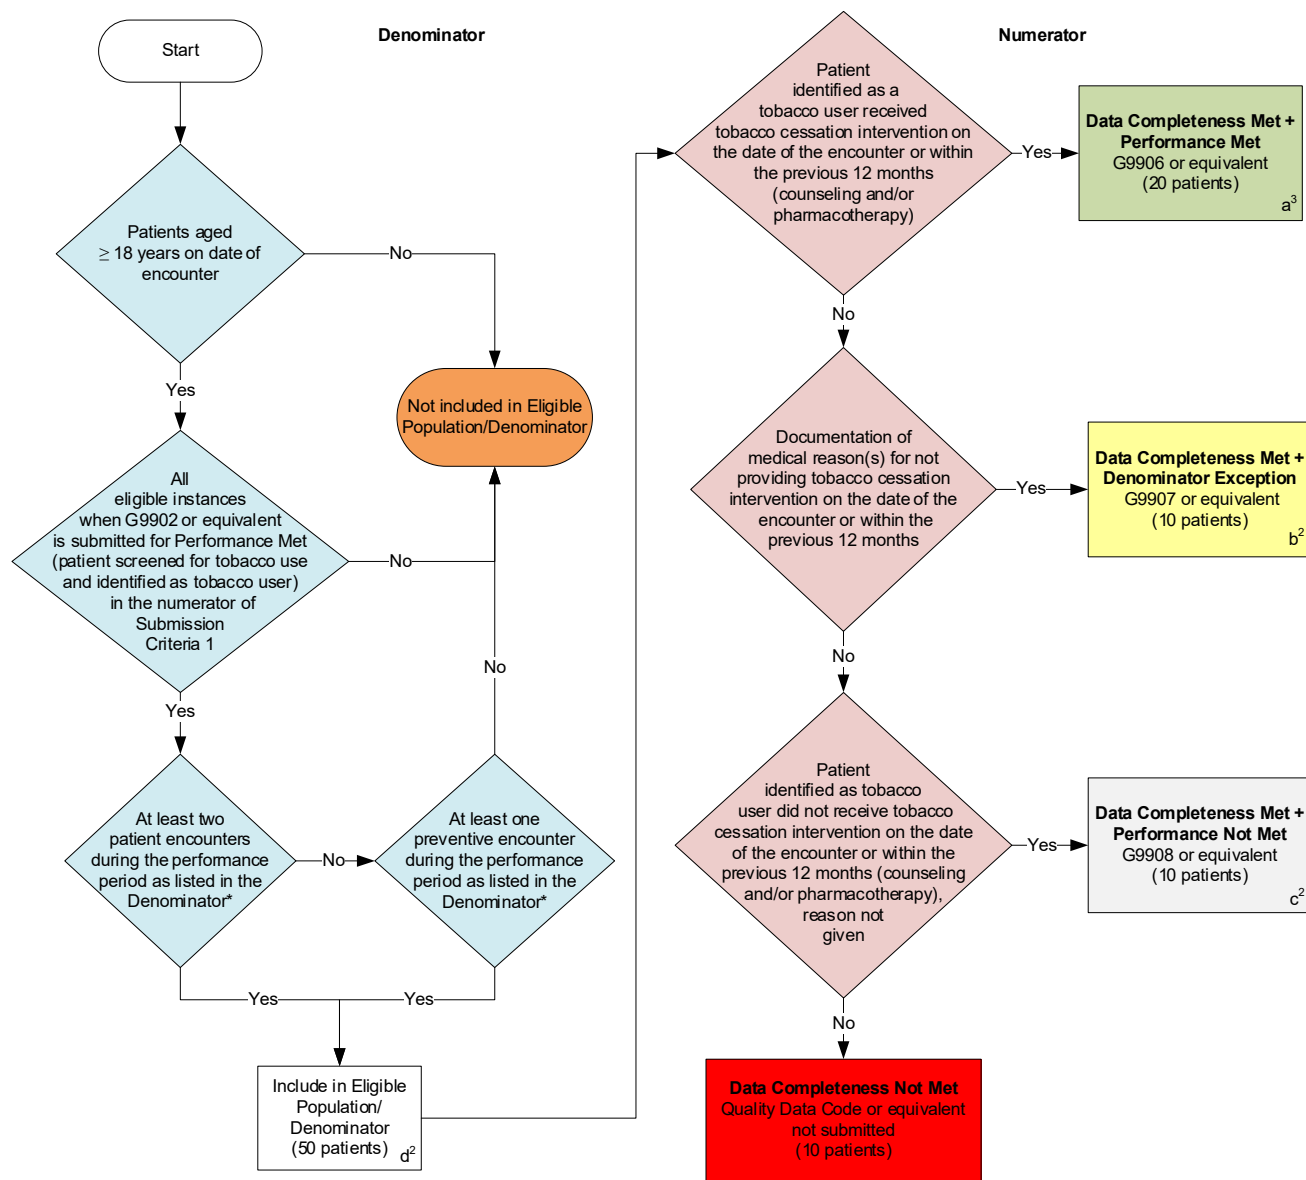 Start
Denominator
Patients aged
≥ 18 years on date of
encounter
No
Yes
Not included in Eligible
Population/Denominator
All
eligible instances
when G9902 or equivalent
is submitted for Performance Met
(patient screened for tobacco use
and identified as tobacco user)
in the numerator of
Submission
Criteria 1
No
Yes
No
At least two
patient encounters
during the performance
period as listed in the
Denominator*
No
At least one
preventive encounter
during the performance
period as listed in the
Denominator*
Yes
Yes
Include in Eligible
Population/
Denominator
(50 patients)
d²
Numerator
Patient
identified as a
tobacco user received
tobacco cessation intervention on
the date of the encounter or within
the previous 12 months
(counseling and/or
pharmacotherapy)
Yes
Data Completeness Met +
Performance Met
G9906 or equivalent
(20 patients)
a³
No
Documentation of
medical reason(s) for not
providing tobacco cessation
intervention on the date of the
encounter or within the
previous 12 months
Yes
Data Completeness Met +
Denominator Exception
G9907 or equivalent
(10 patients)
b²
No
Patient
identified as tobacco
user did not receive tobacco
cessation intervention on the date
of the encounter or within the
previous 12 months (counseling
and/or pharmacotherapy),
reason not
given
Yes
Data Completeness Met +
Performance Not Met
G9908 or equivalent
(10 patients)
c²
No
Data Completeness Not Met
Quality Data Code or equivalent
not submitted
(10 patients)